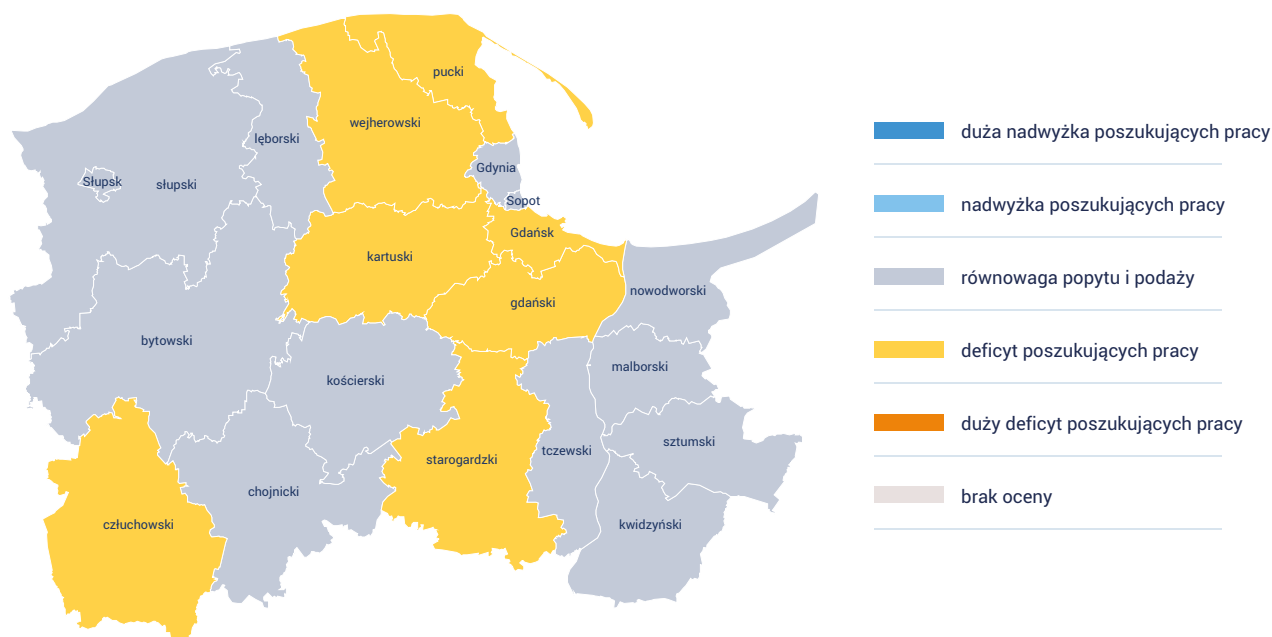 pucki
wejherowski
lęborski
Gdynia
Słupsk
słupski
Sopot
Gdańsk
kartuski
nowodworski
gdański
bytowski
malborski
kościerski
sztumski
tczewski
starogardzki
chojnicki
człuchowski
kwidzyński
duża nadwyżka poszukujących pracy
nadwyżka poszukujących pracy
równowaga popytu i podaży
deficyt poszukujących pracy
duży deficyt poszukujących pracy
brak oceny